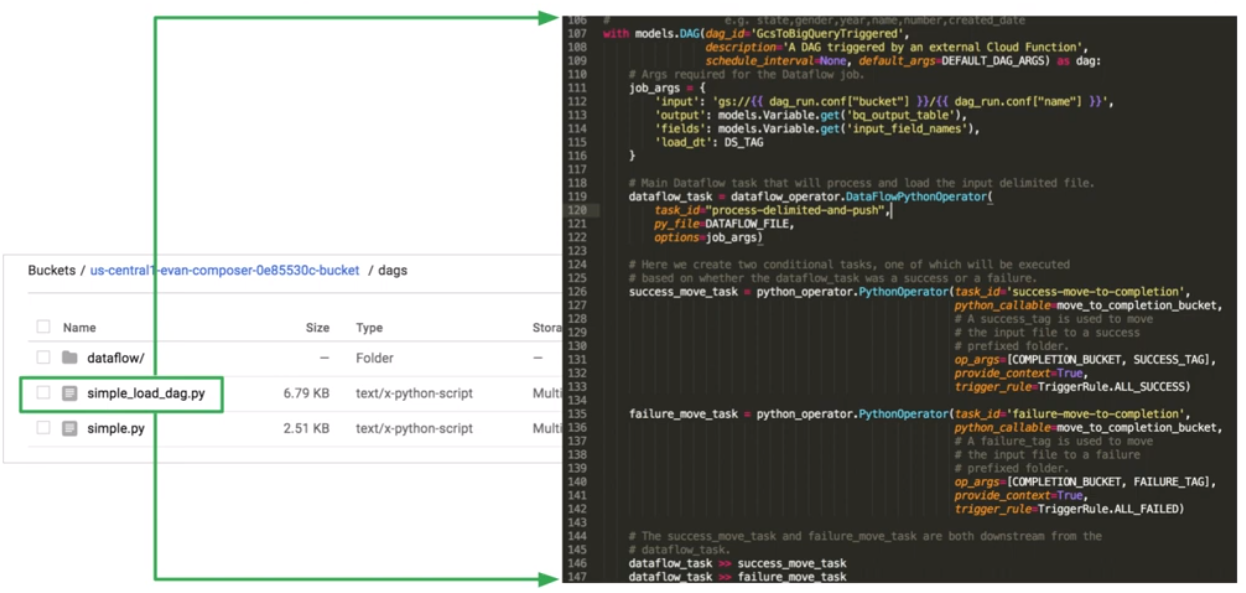 Buckets / us-central1-evan-composer-0e85530c-bucket / dags
Name Size Type Stora
dataflow/ — Folder —
simple_load_dag.py 6.79 KB text/x-python-script Multi
simple.py 2.51 KB text/x-python-script Multi
106 # e.g. state,gender,year,name,number,created_date
107 with models.DAG(dag_id='GcsToBigQueryTriggered',
108 description='A DAG triggered by an external Cloud Function',
109 schedule_interval=None, default_args=DEFAULT_DAG_ARGS) as dag:
110 # Args required for the Dataflow job.
111 job_args = {
112 'input': 'gs://{{ dag_run.conf["bucket"] }}/{{ dag_run.conf["name"] }}',
113 'output': models.Variable.get('bq_output_table'),
114 'fields': models.Variable.get('input_field_names'),
115 'load_dt': DS_TAG
116 }
117
118 # Main Dataflow task that will process and load the input delimited file.
119 dataflow_task = dataflow_operator.DataFlowPythonOperator(
120 task_id="process-delimited-and-push",
121 py_file=DATAFLOW_FILE,
122 options=job_args)
123
124 # Here we create two conditional tasks, one of which will be executed
125 # based on whether the dataflow_task was a success or a failure.
126 success_move_task = python_operator.PythonOperator(task_id='success-move-to-completion',
127 python_callable=move_to_completion_bucket,
128 # A success_tag is used to move
129 # the input file to a success
130 # prefixed folder.
131 op_args=[COMPLETION_BUCKET, SUCCESS_TAG],
132 provide_context=True,
133 trigger_rule=TriggerRule.ALL_SUCCESS)
134
135 failure_move_task = python_operator.PythonOperator(task_id='failure-move-to-completion',
136 python_callable=move_to_completion_bucket,
137 # A failure_tag is used to move
138 # the input file to a failure
139 # prefixed folder.
140 op_args=[COMPLETION_BUCKET, FAILURE_TAG],
141 provide_context=True,
142 trigger_rule=TriggerRule.ALL_FAILED)
143
144 # The success_move_task and failure_move_task are both downstream from the
145 # dataflow_task.
146 dataflow_task >> success_move_task
147 dataflow_task >> failure_move_task